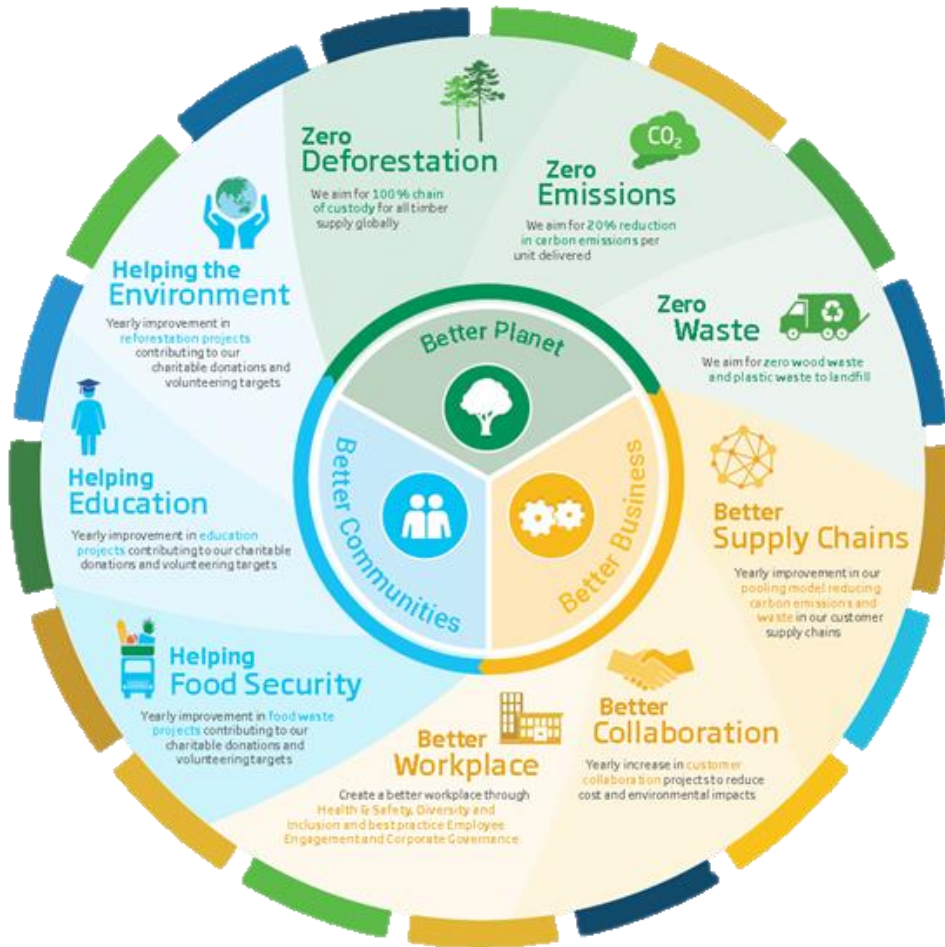 Zero
Deforestation
We aim for 100% chain
of custody for all timber
supply globally
CO₂
Zero
Emissions
We aim for 20% reduction
in carbon emissions per
unit delivered
Zero
Waste
We aim for zero wood waste
and plastic waste to landfill
Better
Supply Chains
Yearly improvement in our
pooling model reducing
carbon emissions and
waste in our customer
supply chains
Better
Collaboration
Yearly increase in customer
collaboration projects to reduce
cost and environmental impacts
Better
Workplace
Create a better workplace through
Health & Safety, Diversity and
Inclusion and best practice Employee
Engagement and Corporate Governance
Helping
Food Security
Yearly improvement in food waste
projects contributing to our
charitable donations and
volunteering targets
Helping
Education
Yearly improvement in education
projects contributing to our charitable
donations and volunteering targets
Helping the
Environment
Yearly improvement in
reforestation projects
contributing to our
charitable donations and
volunteering targets
Better Planet
Better Business
Better Communities